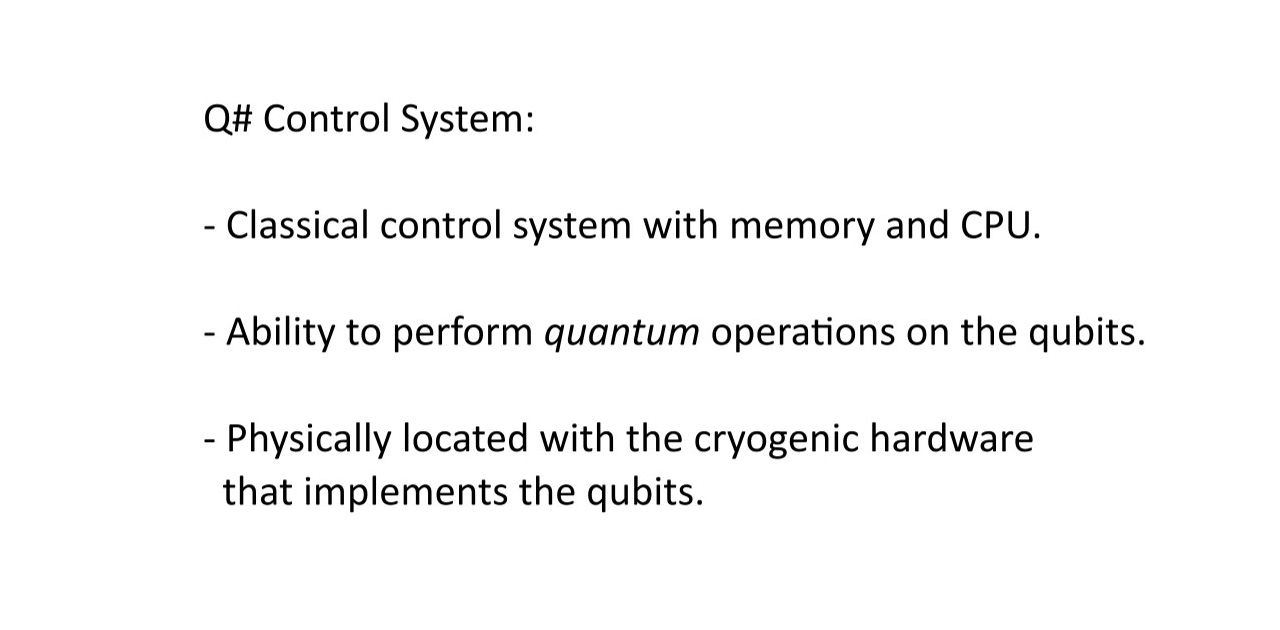 Q# Control System:
- Classical control system with memory and CPU.
- Ability to perform quantum operations on the qubits.
- Physically located with the cryogenic hardware
that implements the qubits.